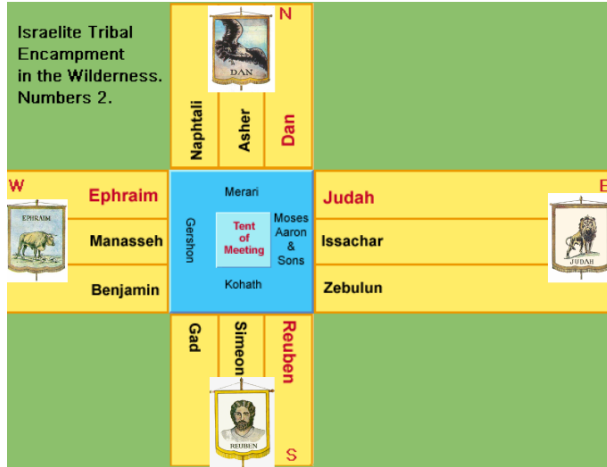 Israelite Tribal
Encampment
in the Wilderness.
Numbers 2.
N
DAN
Naphtali
Asher
Dan
W
Ephraim
EPHRAIM
Manasseh
Benjamin
Merari
Gershon
Tent
of
Meeting
Moses
Aaron
&
Sons
Kohath
E
Judah
JUDAH
Issachar
Zebulun
Gad
Simeon
Reuben
REUBEN
S